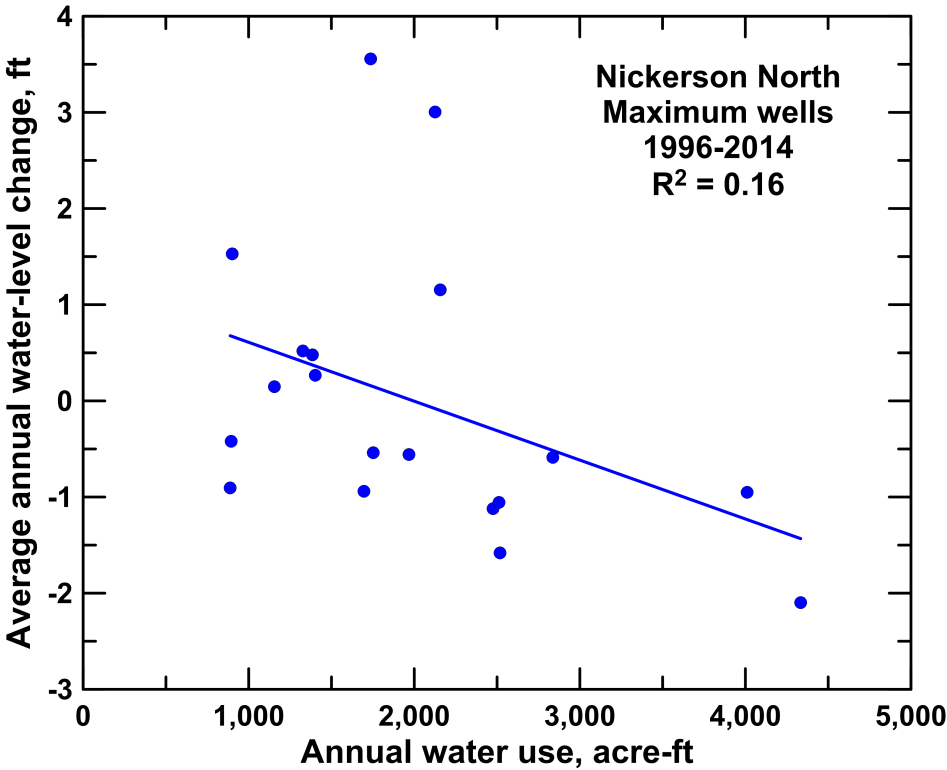 Nickerson North
Maximum wells
1996-2014
R² = 0.16
Average annual water-level change, ft
4
3
2
1
0
-1
-2
-3
0 1,000 2,000 3,000 4,000 5,000
Annual water use, acre-ft